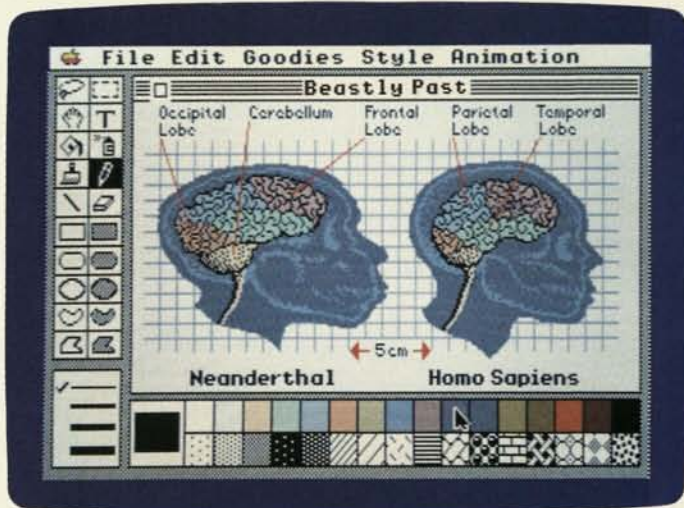 File Edit Goodies Style Animation
Beastly Past
Occipital Lobe
Cerebellum
Frontal Lobe
Parietal Lobe
Temporal Lobe
T
5cm
Neanderthal
Homo Sapiens